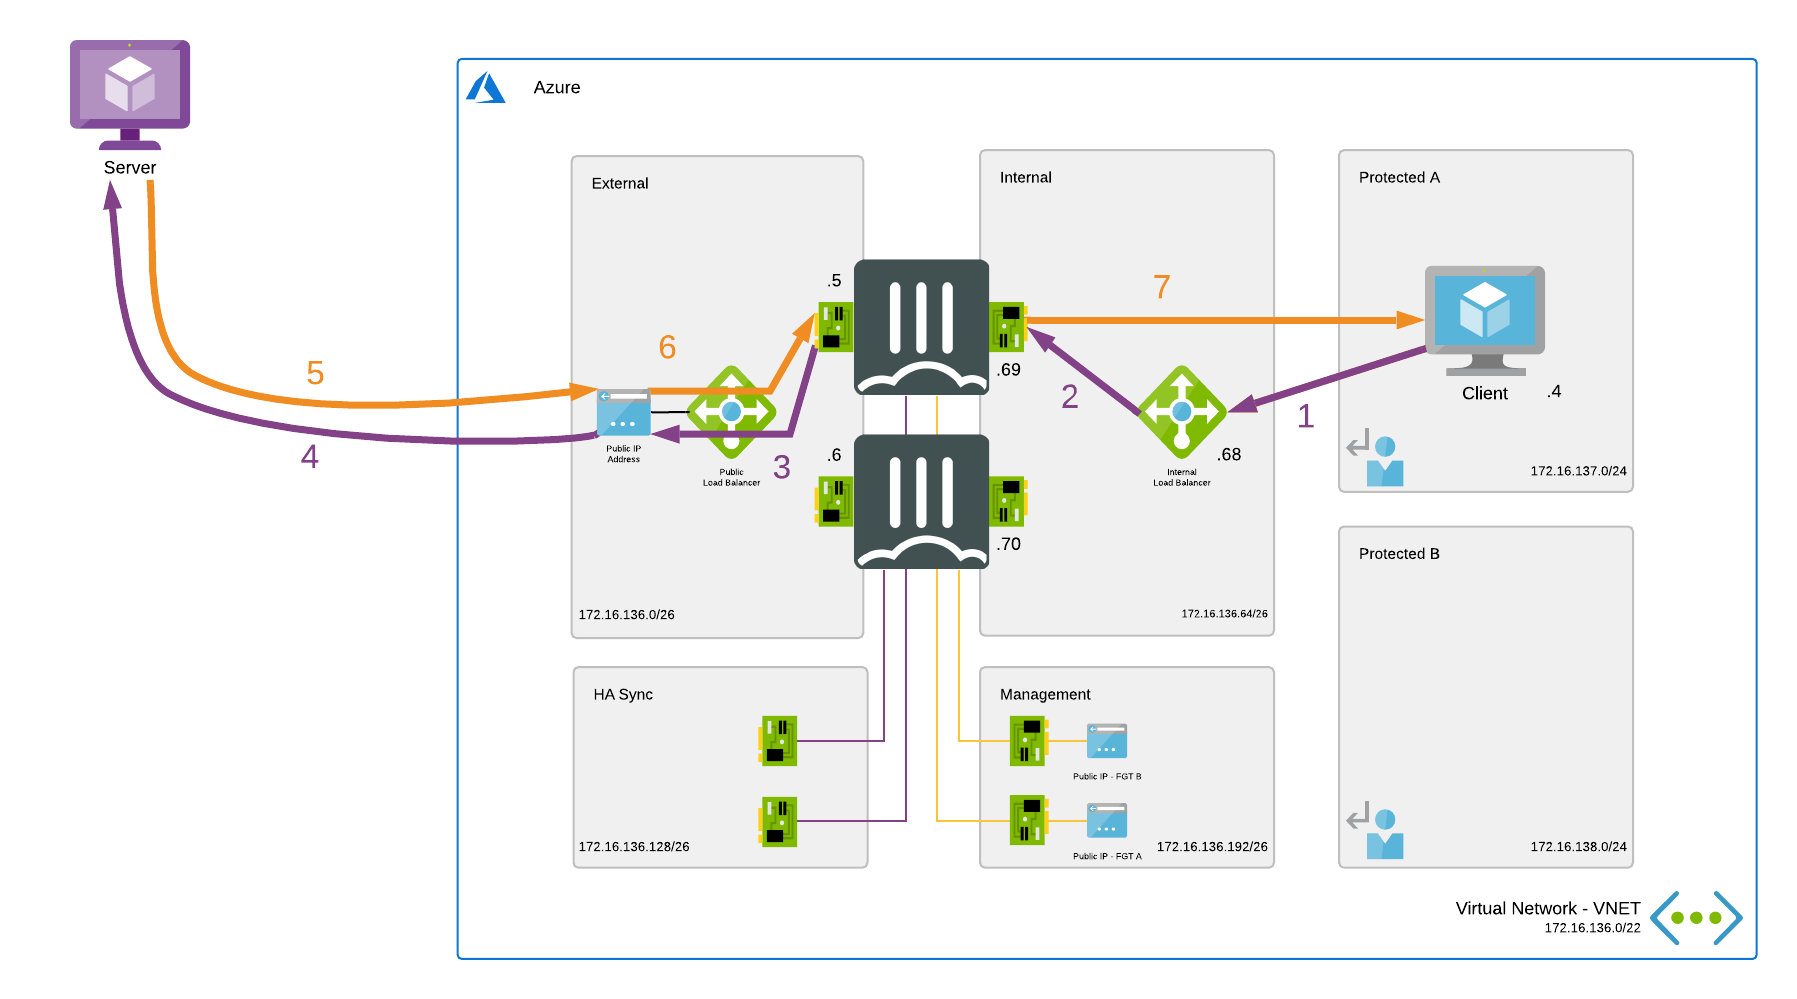 Server
Azure
External
Internal
Protected A
.5
7
6
5
.69
2
Client
.4
1
4
Public IP
Address
3
Public
Load Balancer
.6
.68
Internal
Load Balancer
172.16.137.0/24
.70
Protected B
172.16.136.0/26
172.16.136.64/26
HA Sync
Management
Public IP - FGT B
172.16.136.128/26
Public IP - FGT A
172.16.136.192/26
172.16.138.0/24
Virtual Network - VNET
172.16.136.0/22